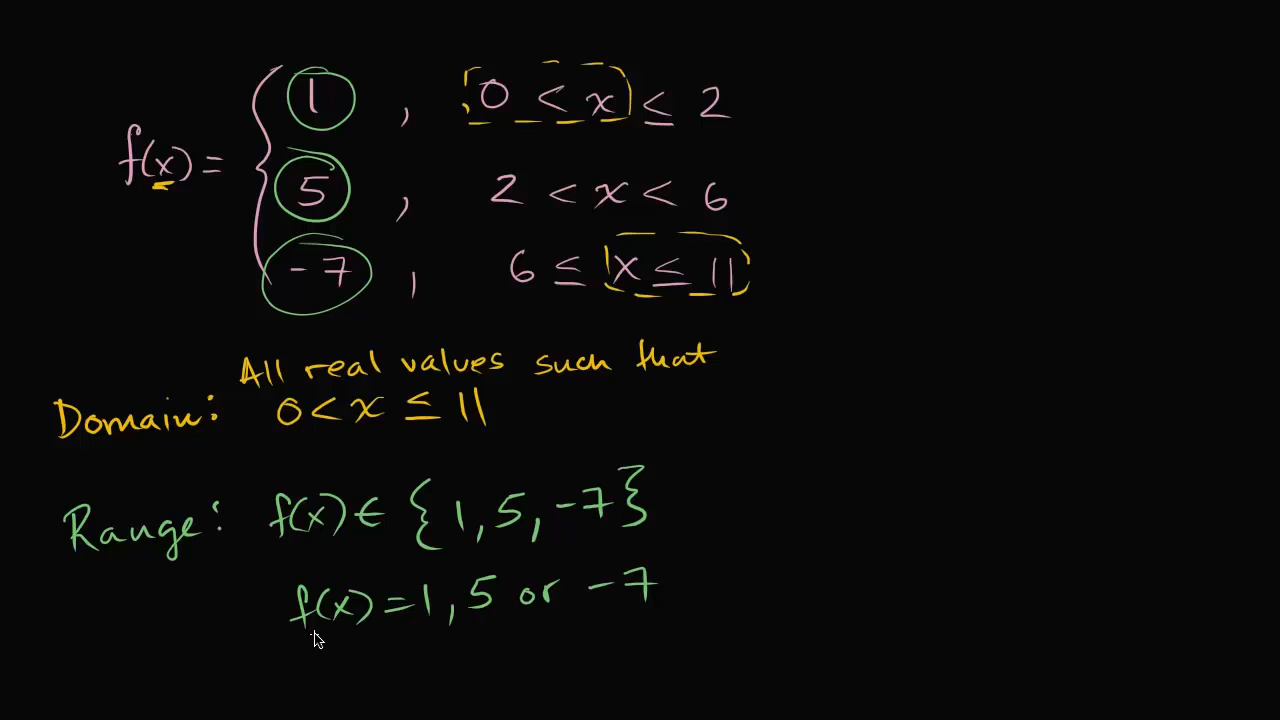 f(x) = { 1 , 0 < x ≤ 2
5 , 2 < x < 6
-7 , 6 ≤ x ≤ 11
All real values such that
Domain: 0 < x ≤ 11
Range: f(x) ∈ {1, 5, -7}
f(x) = 1, 5 or -7